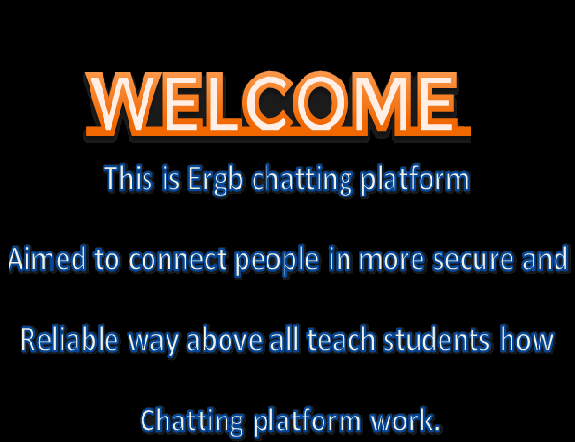 WELCOME
This is Ergb chatting platform
Aimed to connect people in more secure and
Reliable way above all teach students how
Chatting platform work.